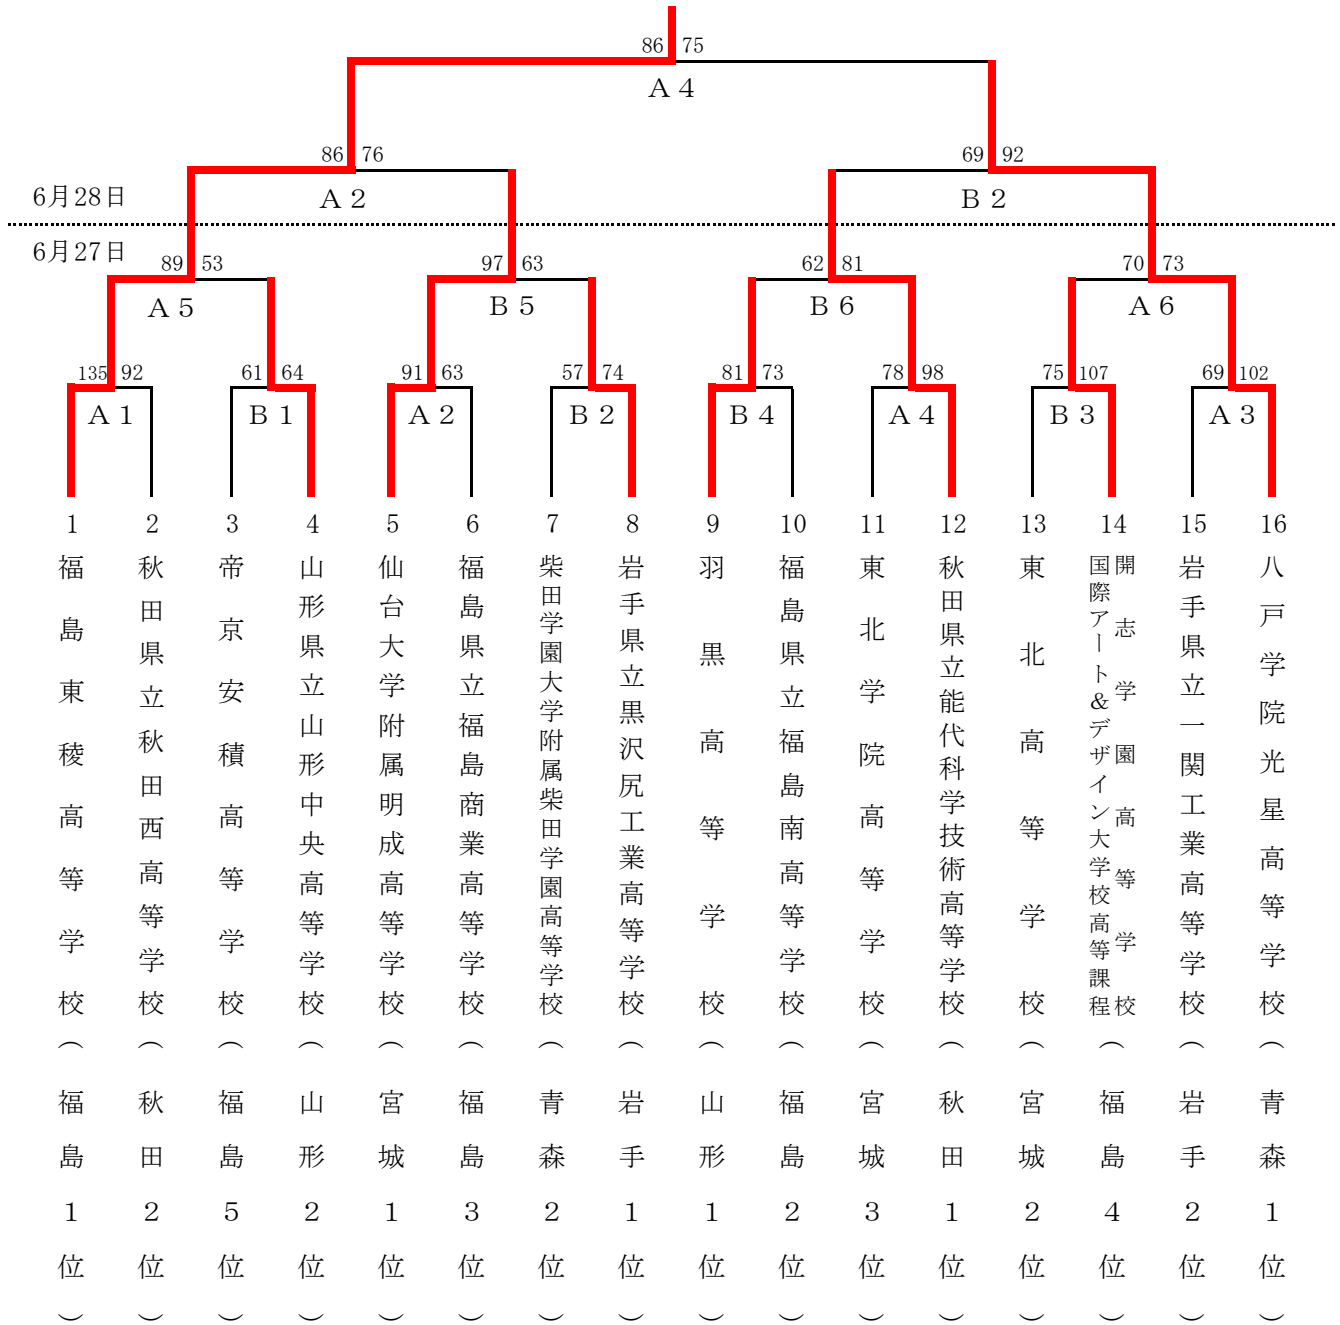 86 75
A 4
86 76
69 92
A 2
B 2
6月28日
6月27日
89 53
97 63
62 81
70 73
A 5
B 5
B 6
A 6
135 92
61 64
91 63
57 74
81 73
78 98
75 107
69 102
A 1
B 1
A 2
B 2
B 4
A 4
B 3
A 3
1
福島東稜高等学校(福島1位)
2
秋田県立秋田西高等学校(秋田2位)
3
帝京安積高等学校(福島5位)
4
山形県立山形中央高等学校(山形2位)
5
仙台大学附属明成高等学校(宮城1位)
6
福島県立福島商業高等学校(福島3位)
7
柴田学園大学附属柴田学園高等学校(青森2位)
8
岩手県立黒沢尻工業高等学校(岩手1位)
9
羽黒高等学校(山形1位)
10
福島県立福島南高等学校(福島2位)
11
東北学院高等学校(宮城3位)
12
秋田県立能代科学技術高等学校(秋田1位)
13
東北高等学校(宮城2位)
14
開志学園高等学校
国際アート&デザイン大学校高等課程
(福島4位)
15
岩手県立一関工業高等学校(岩手2位)
16
八戸学院光星高等学校(青森1位)